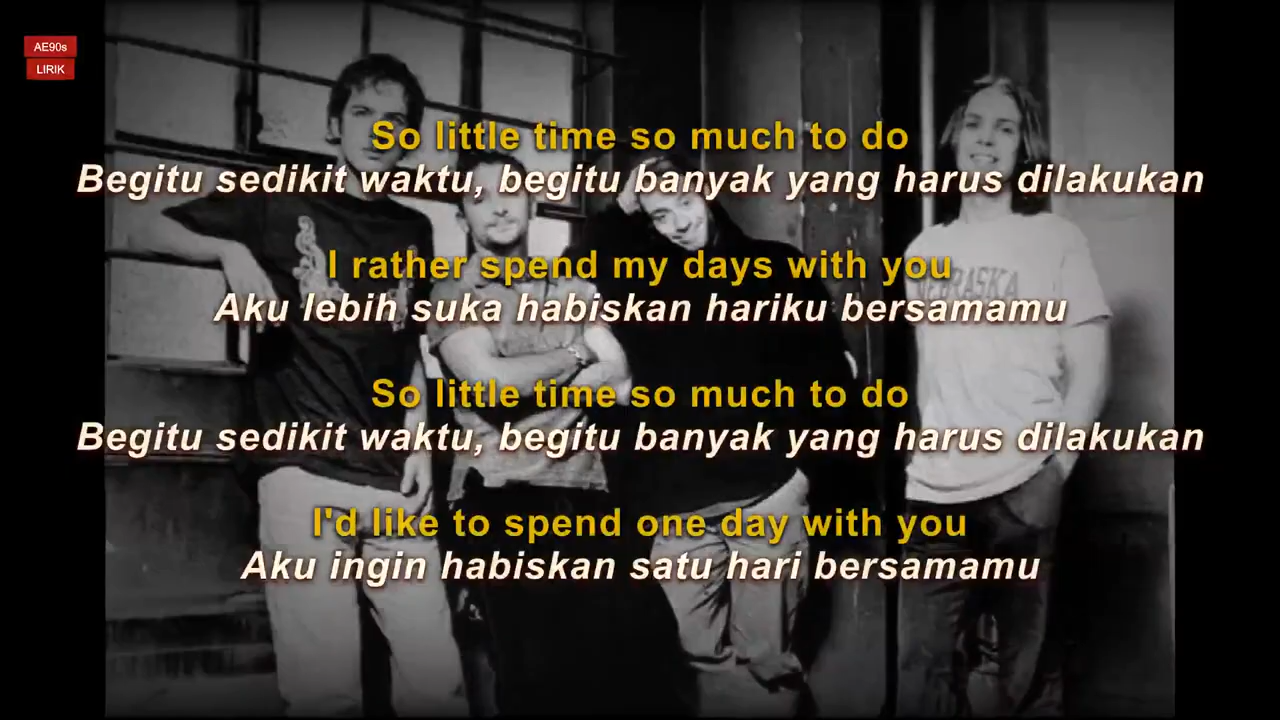 AE90s
LIRIK
So little time so much to do
Begitu sedikit waktu, begitu banyak yang harus dilakukan
I rather spend my days with you
Aku lebih suka habiskan hariku bersamamu
NEBRASKA
So little time so much to do
Begitu sedikit waktu, begitu banyak yang harus dilakukan
I'd like to spend one day with you
Aku ingin habiskan satu hari bersamamu